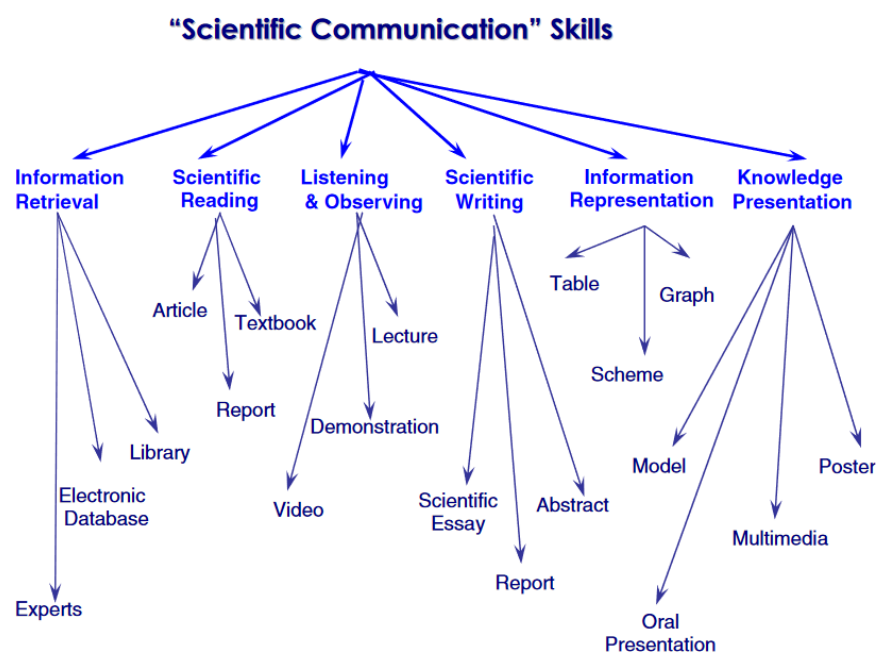 “Scientific Communication” Skills
Information
Retrieval
Scientific
Reading
Listening
& Observing
Scientific
Writing
Information
Representation
Knowledge
Presentation
Experts
Electronic
Database
Library
Article
Report
Textbook
Video
Demonstration
Lecture
Scientific
Essay
Report
Abstract
Table
Scheme
Graph
Model
Oral
Presentation
Multimedia
Poster